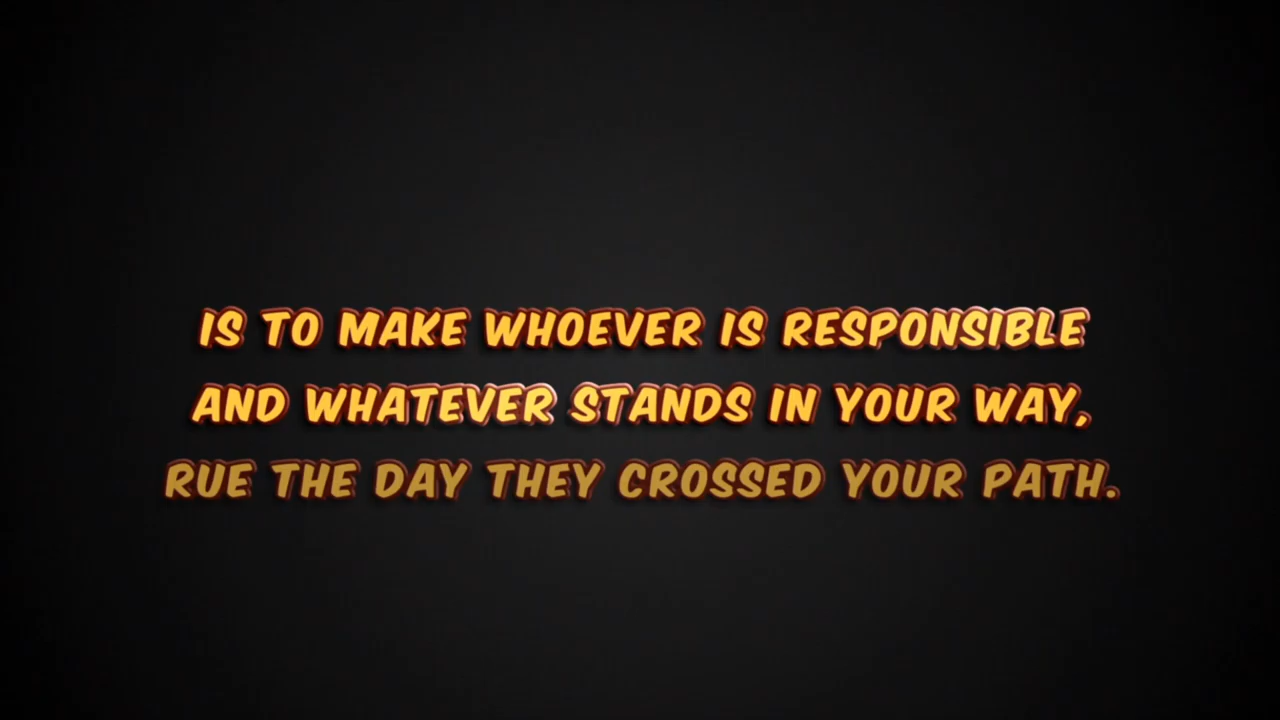 IS TO MAKE WHOEVER IS RESPONSIBLE
AND WHATEVER STANDS IN YOUR WAY,
RUE THE DAY THEY CROSSED YOUR PATH.